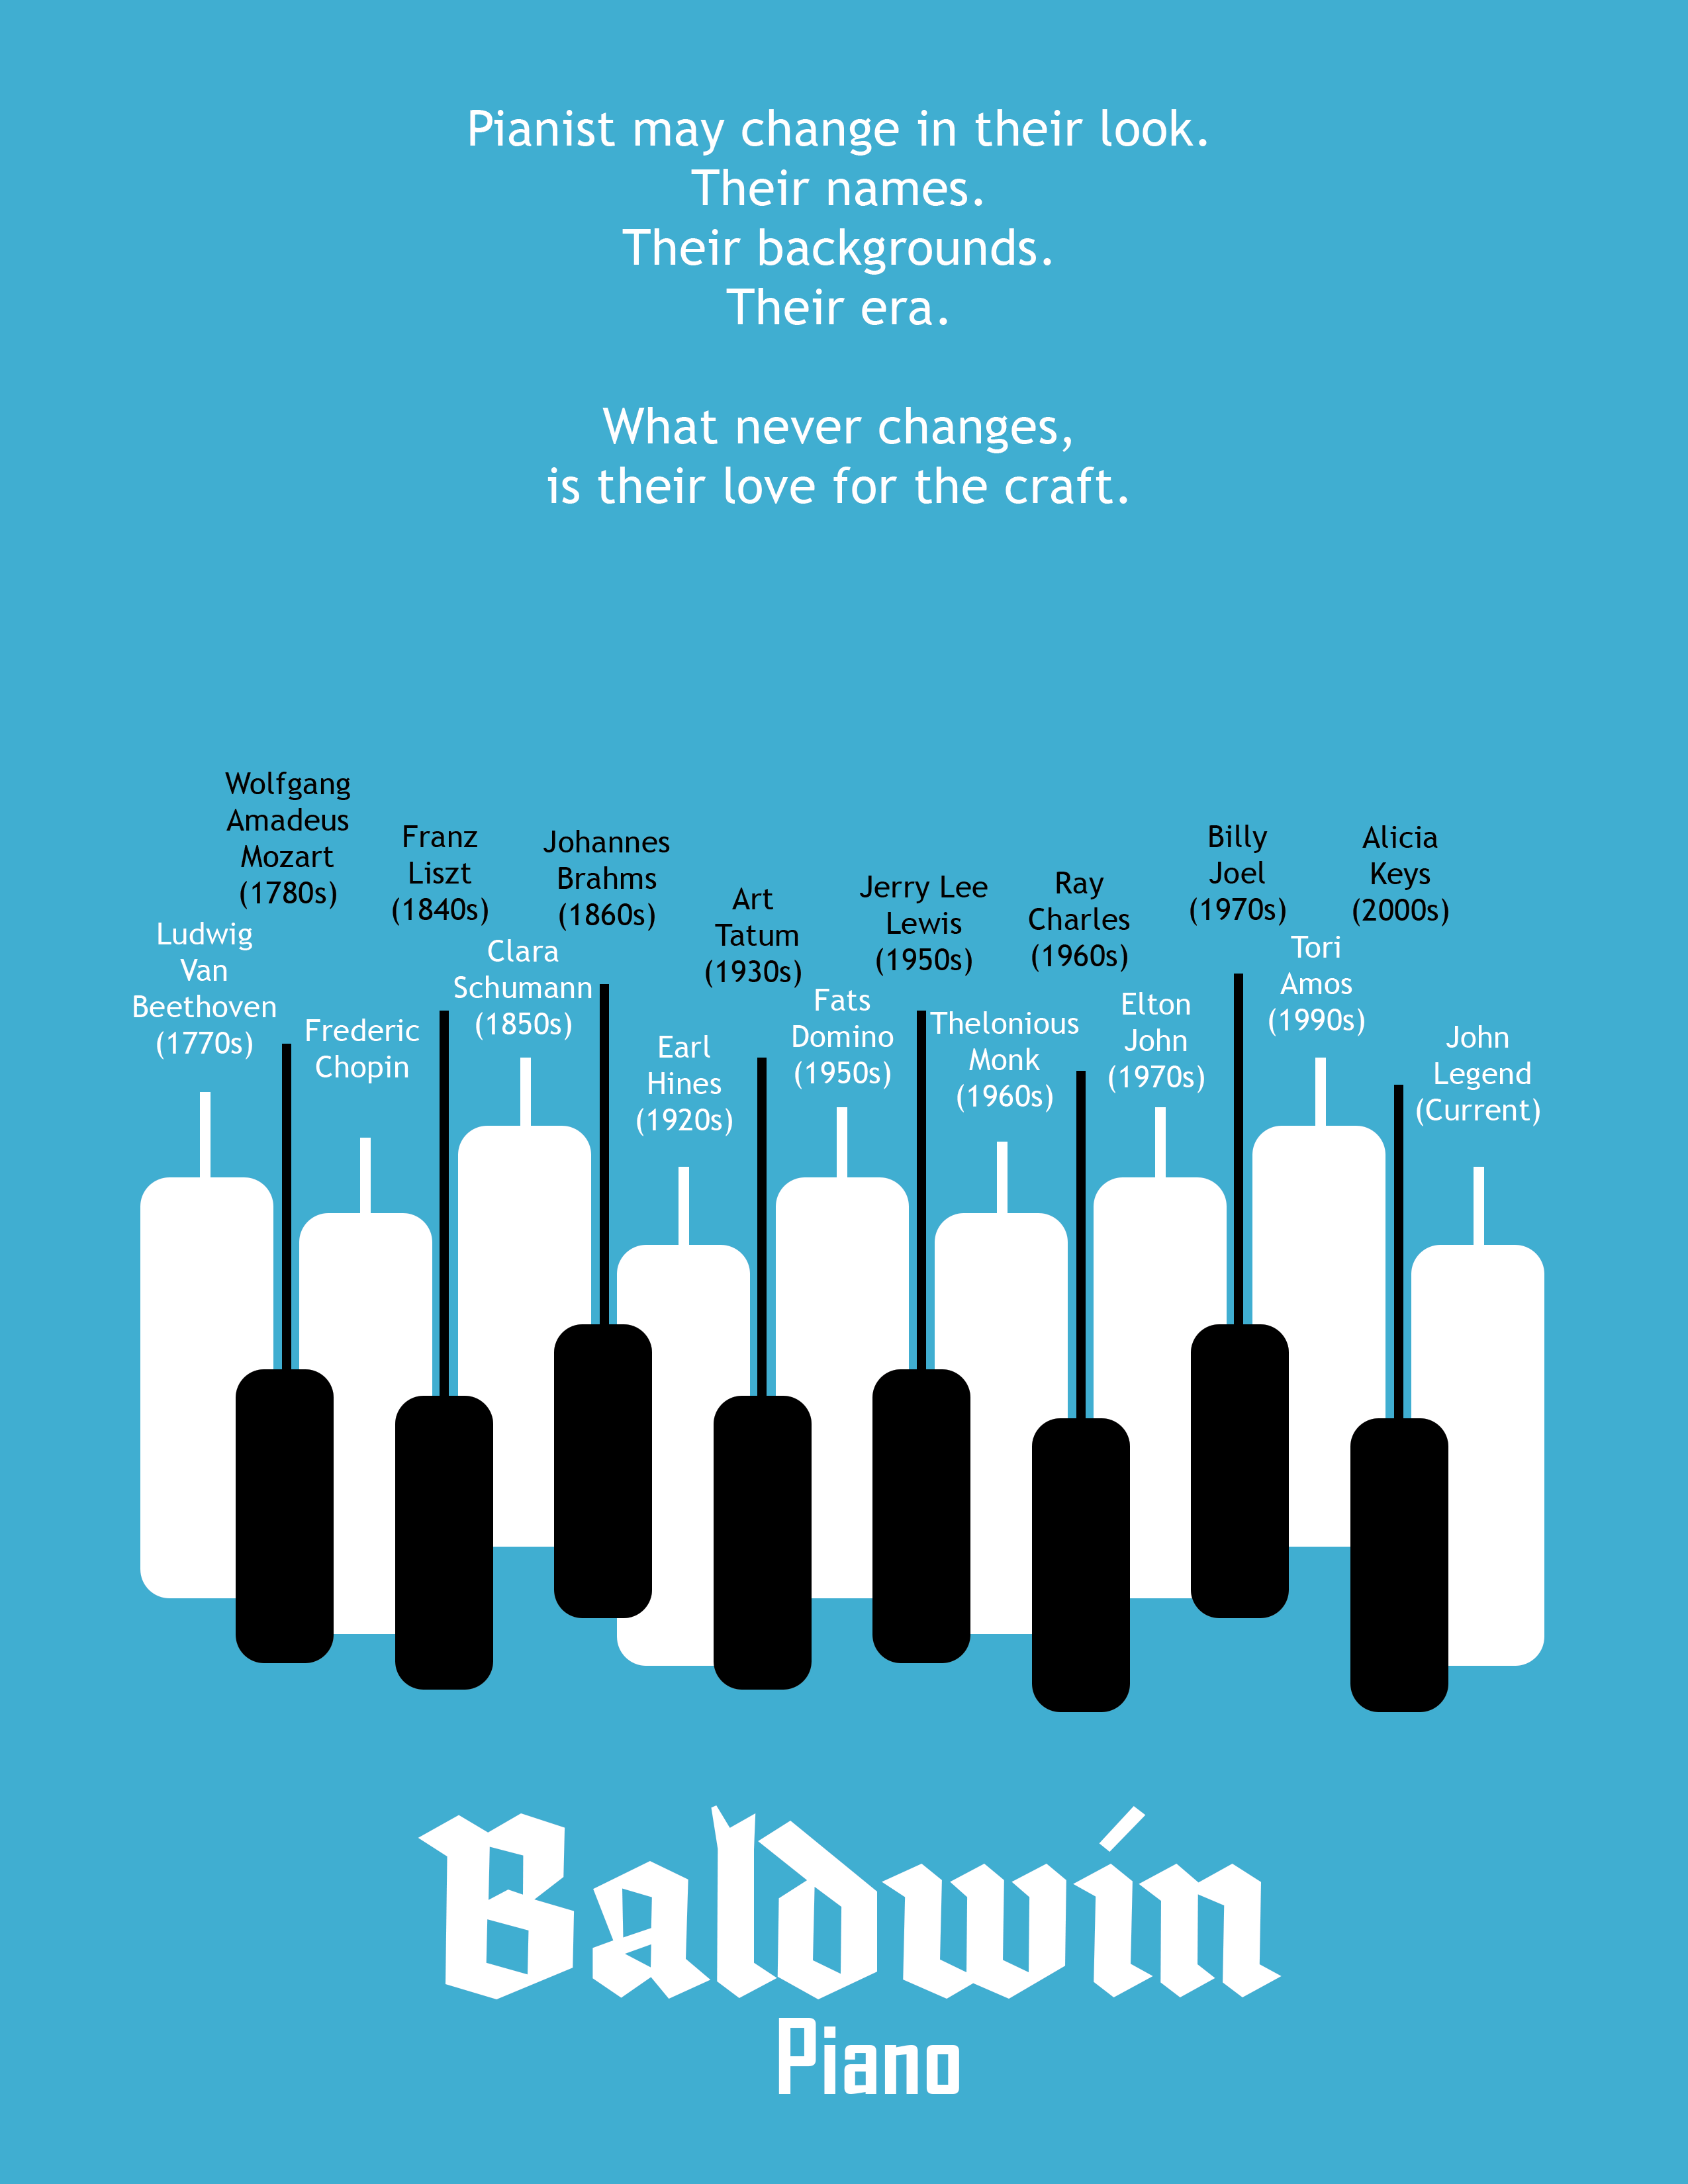 Pianist may change in their look.
Their names.
Their backgrounds.
Their era.
What never changes,
is their love for the craft.
Ludwig
Van
Beethoven
(1770s)
Wolfgang
Amadeus
Mozart
(1780s)
Frederic
Chopin
Franz
Liszt
(1840s)
Clara
Schumann
(1850s)
Johannes
Brahms
(1860s)
Earl
Hines
(1920s)
Art
Tatum
(1930s)
Fats
Domino
(1950s)
Jerry Lee
Lewis
(1950s)
Thelonious
Monk
(1960s)
Ray
Charles
(1960s)
Elton
John
(1970s)
Billy
Joel
(1970s)
Tori
Amos
(1990s)
Alicia
Keys
(2000s)
John
Legend
(Current)
Baldwin
Piano